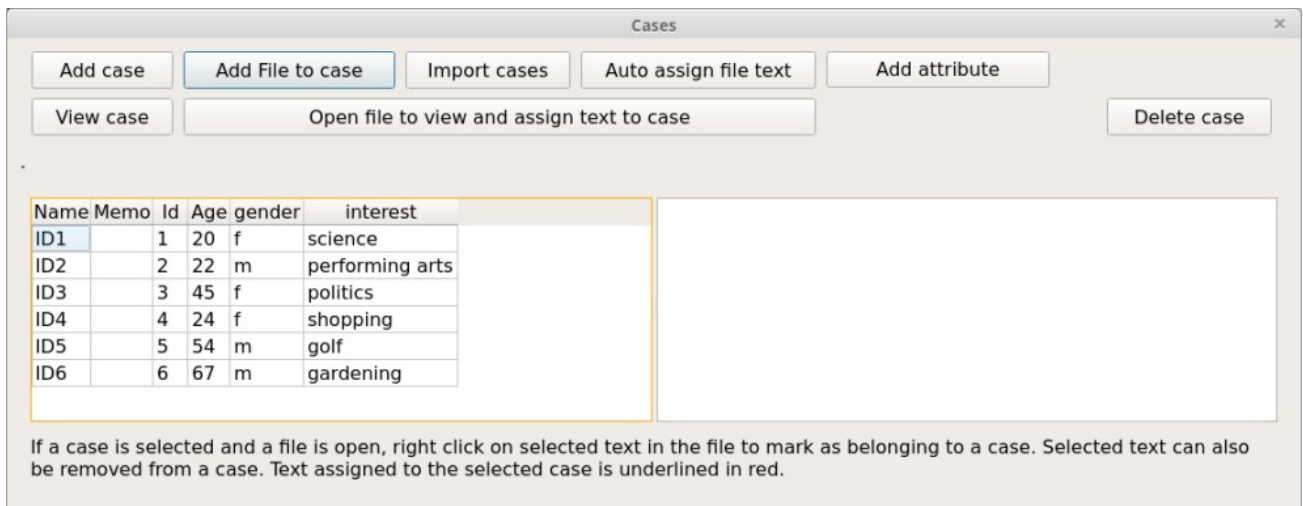 Cases
Add case Add File to case Import cases Auto assign file text Add attribute
View case Open file to view and assign text to case Delete case
.
Name Memo Id Age gender interest
ID1 1 20 f science
ID2 2 22 m performing arts
ID3 3 45 f politics
ID4 4 24 f shopping
ID5 5 54 m golf
ID6 6 67 m gardening
If a case is selected and a file is open, right click on selected text in the file to mark as belonging to a case. Selected text can also
be removed from a case. Text assigned to the selected case is underlined in red.